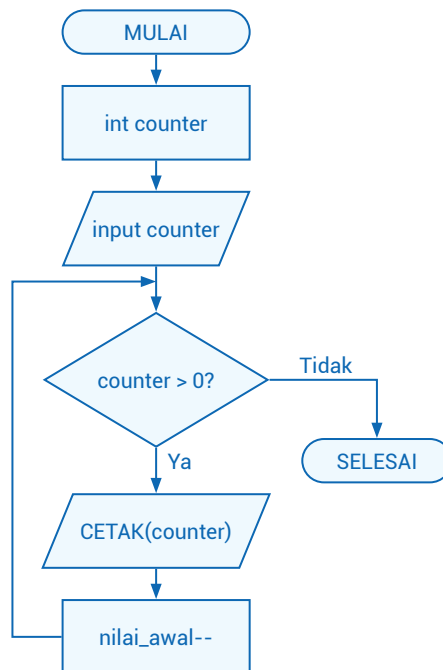 MULAI
int counter
input counter
counter > 0?
Tidak
Ya
SELESAI
CETAK(counter)
nilai_awal--